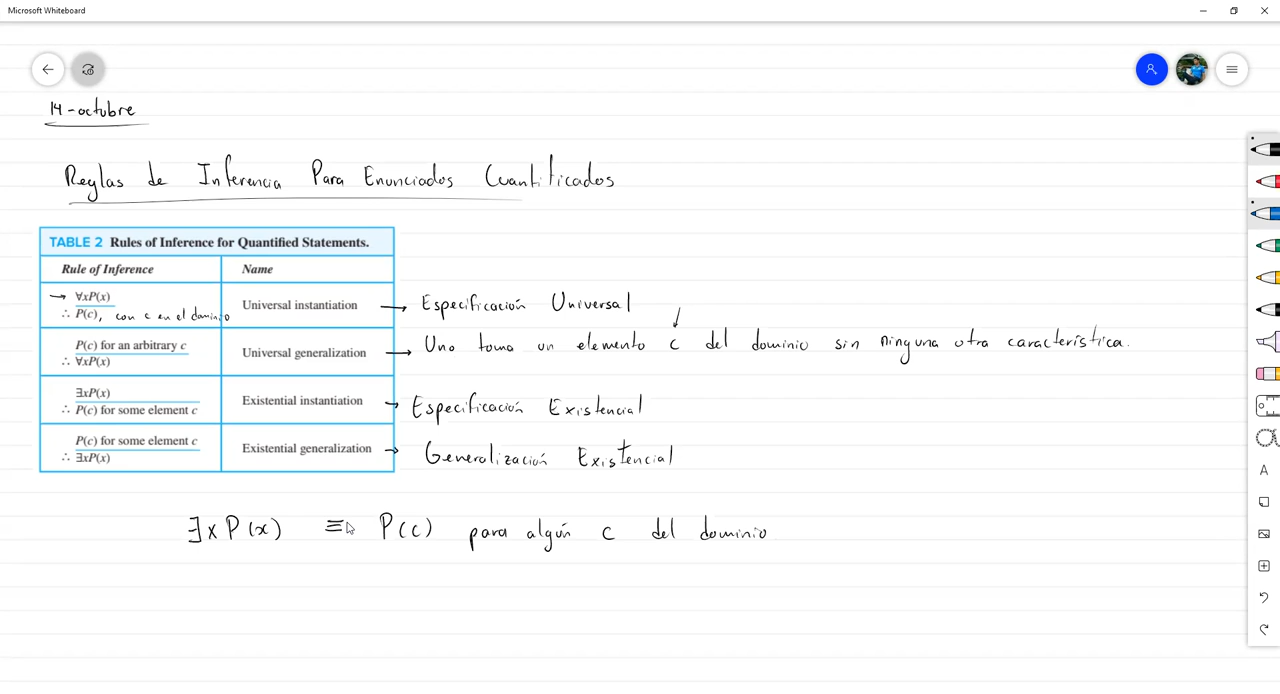 Microsoft Whiteboard
14-octubre
Reglas de Inferencia Para Enunciados Cuantificados
TABLE 2 Rules of Inference for Quantified Statements.
Rule of Inference Name
→ ∀xP(x)
∴ P(c), con c en el dominio
Universal instantiation → Especificación Universal
P(c) for an arbitrary c
∴ ∀xP(x)
Universal generalization → Uno toma un elemento c del dominio sin ninguna otra característica.
∃xP(x)
∴ P(c) for some element c
Existential instantiation → Especificación Existencial
P(c) for some element c
∴ ∃xP(x)
Existential generalization → Generalización Existencial
∃xP(x) ≡ P(c) para algún c del dominio
A